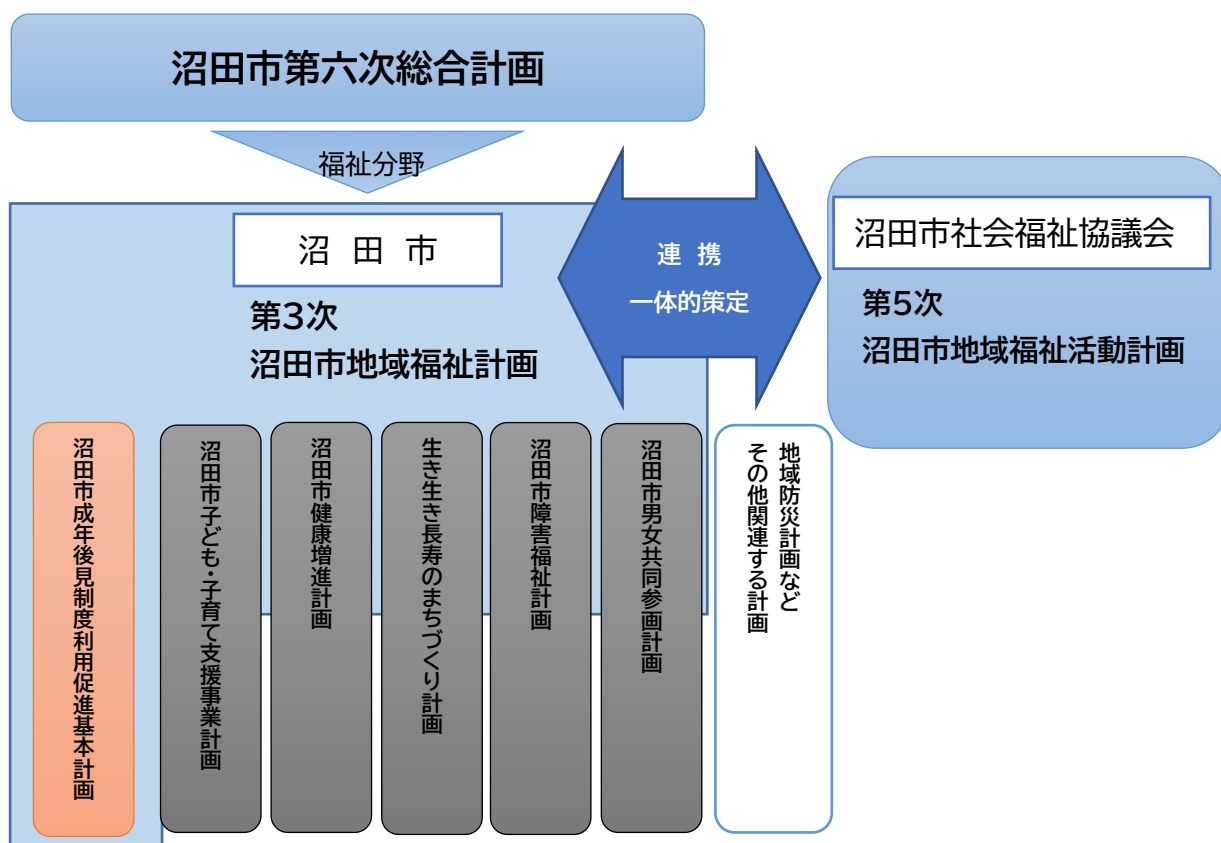 沼田市第六次総合計画
福祉分野
沼田市
第3次
沼田市地域福祉計画
連携
一体的策定
沼田市社会福祉協議会
第5次
沼田市地域福祉活動計画
沼田市成年後見制度利用促進基本計画
沼田市子ども・子育て支援事業計画
沼田市健康増進計画
生き生き長寿のまちづくり計画
沼田市障害福祉計画
沼田市男女共同参画計画
地域防災計画など
その他関連する計画